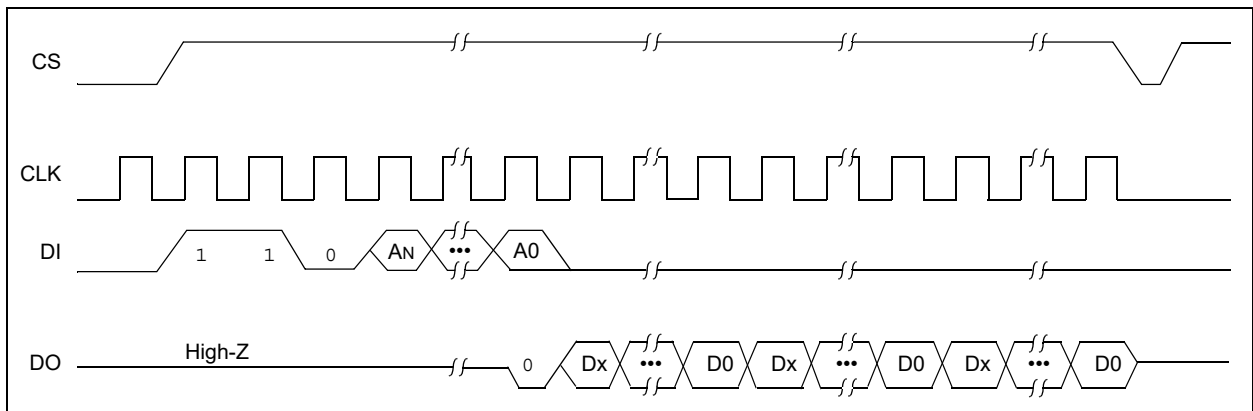 CS
CLK
DI 1 1 0 AN ••• A0
High-Z
DO 0 Dx ••• D0 Dx ••• D0 Dx ••• D0